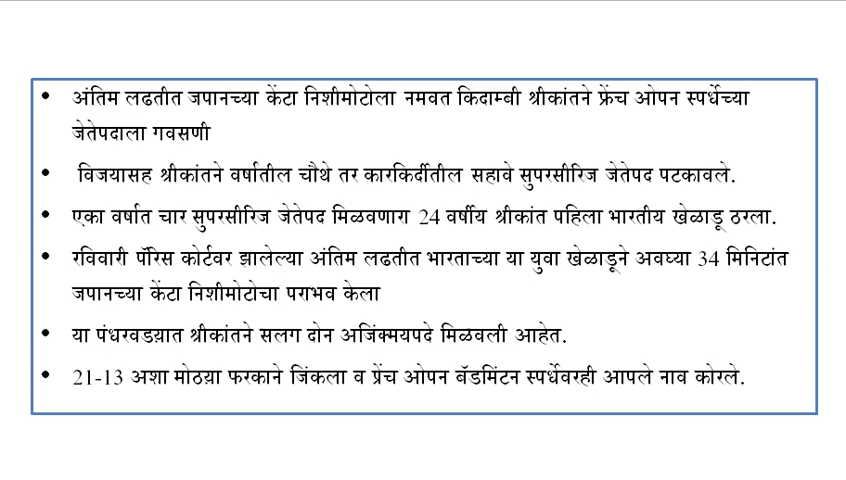 • अंतिम लढतीत जपानच्या केंटा निशीमोटोला नमवत किदाम्बी श्रीकांतने फ्रेंच ओपन स्पर्धेच्या
जेतेपदाला गवसणी
• विजयासह श्रीकांतने वर्षातील चौथे तर कारकिर्दीतील सहावे सुपरसीरिज जेतेपद पटकावले.
• एका वर्षात चार सुपरसीरिज जेतेपद मिळवणारा 24 वर्षीय श्रीकांत पहिला भारतीय खेळाडू ठरला.
• रविवारी पॅरिस कोर्टवर झालेल्या अंतिम लढतीत भारताच्या या युवा खेळाडूने अवघ्या 34 मिनिटांत
जपानच्या केंटा निशीमोटोचा पराभव केला
• या पंधरवडय़ात श्रीकांतने सलग दोन अजिंक्मयपदे मिळवली आहेत.
• 21-13 अशा मोठय़ा फरकाने जिंकला व प्रेंच ओपन बॅडमिंटन स्पर्धेवरही आपले नाव कोरले.